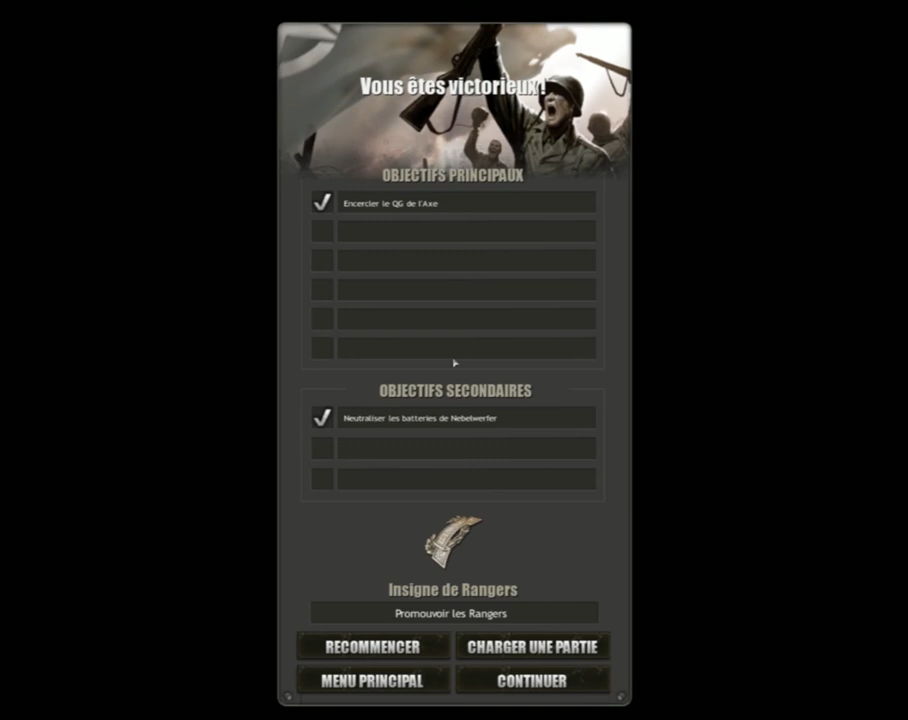 Vous êtes victorieux !
OBJECTIFS PRINCIPAUX
Encercler le QG de l'Axe
OBJECTIFS SECONDAIRES
Neutraliser les batteries de Nebelwerfer
Insigne de Rangers
Promouvoir les Rangers
RECOMMENCER
CHARGER UNE PARTIE
MENU PRINCIPAL
CONTINUER